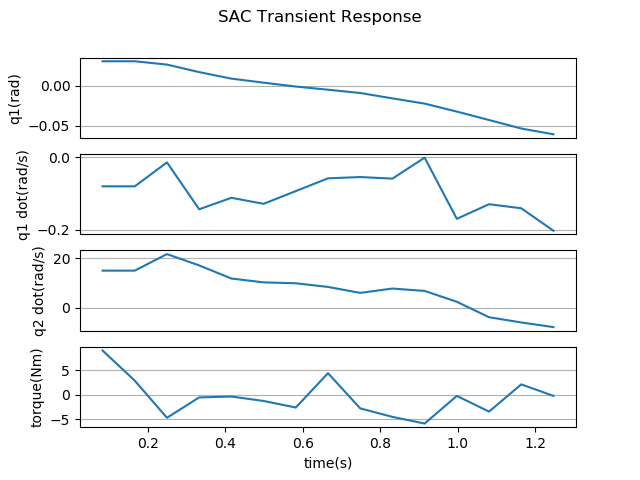 SAC Transient Response
q1(rad)
0.00
−0.05
q1 dot(rad/s)
0.0
−0.2
q2 dot(rad/s)
20
0
torque(Nm)
5
0
−5
0.2 0.4 0.6 0.8 1.0 1.2
time(s)